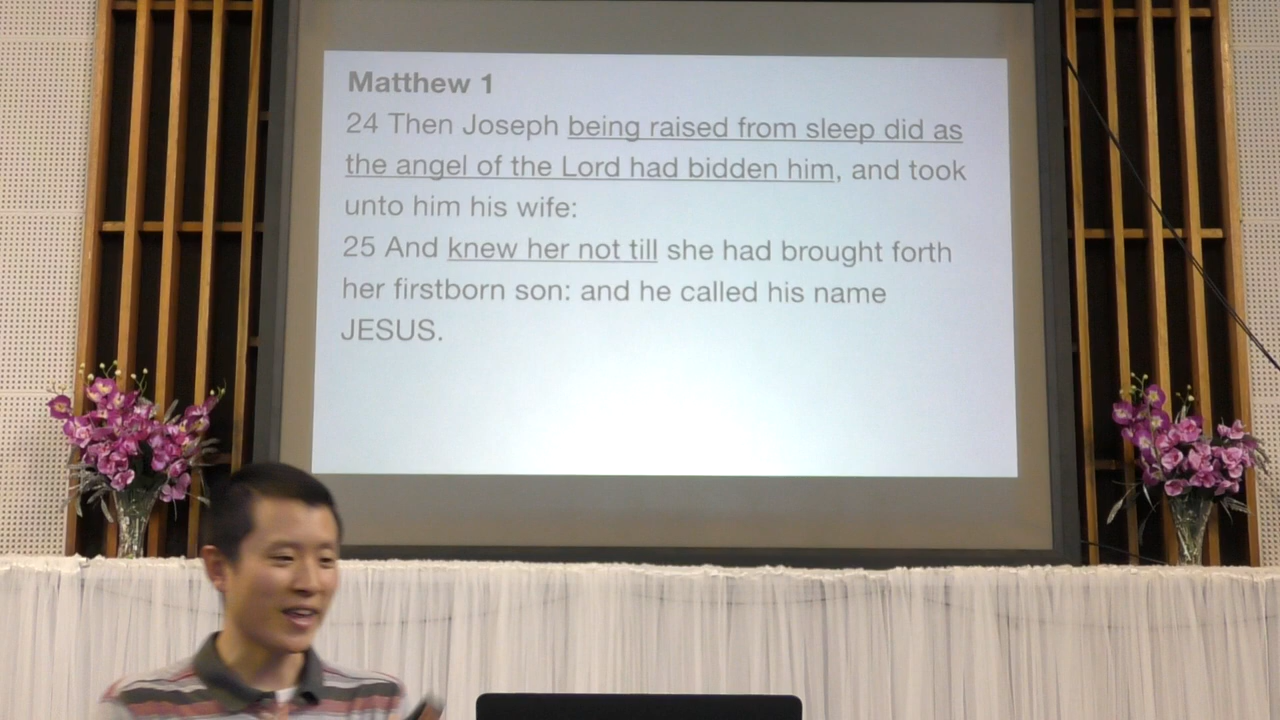 Matthew 1
24 Then Joseph being raised from sleep did as
the angel of the Lord had bidden him, and took
unto him his wife:
25 And knew her not till she had brought forth
her firstborn son: and he called his name
JESUS.